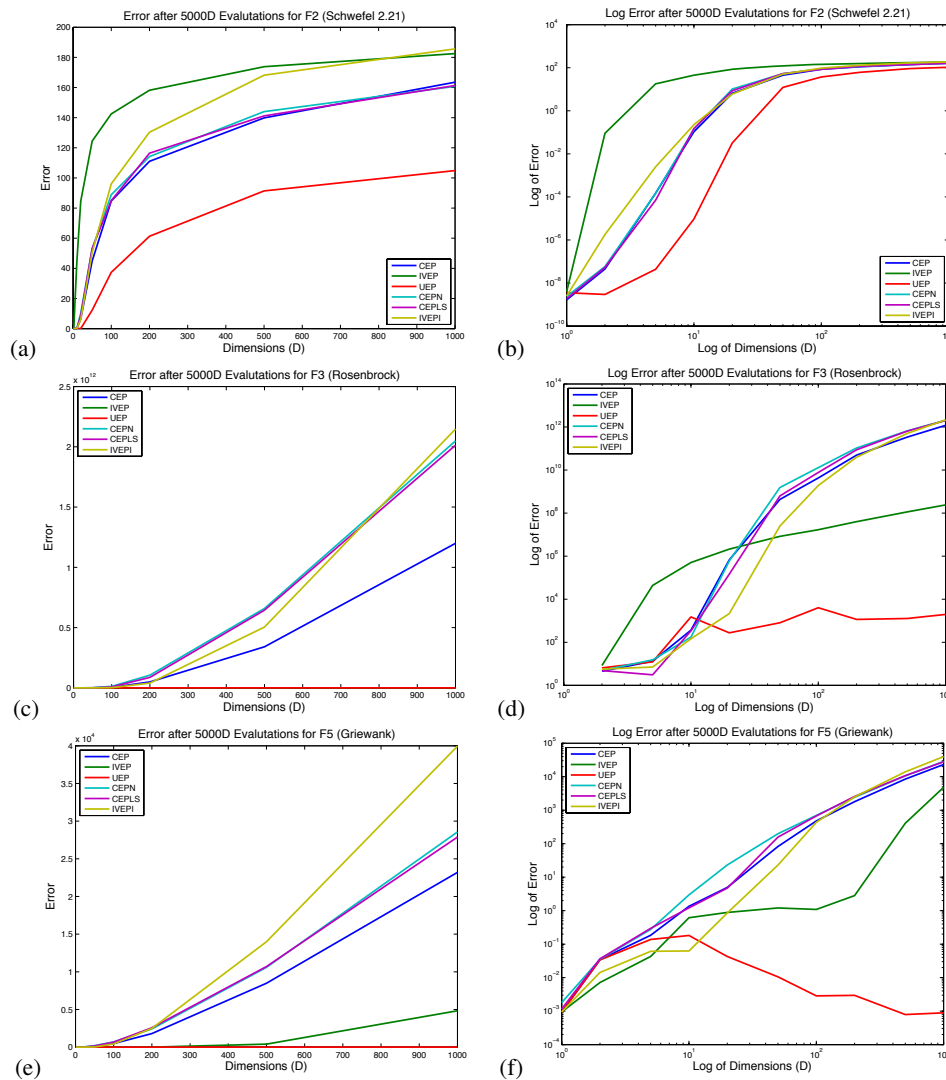 Error after 5000D Evalutations for F2 (Schwefel 2.21)
200
180
160
140
120
100
80
60
40
20
0
Error
0 100 200 300 400 500 600 700 800 900 1000
Dimensions (D)
CEP
IVEP
UEP
CEPN
CEPLS
IVEPI
(a)
Log Error after 5000D Evalutations for F2 (Schwefel 2.21)
10^4
10^2
10^0
10^-2
10^-4
10^-6
10^-8
10^-10
Log of Error
10^0 10^1 10^2 10^3
Log of Dimensions (D)
CEP
IVEP
UEP
CEPN
CEPLS
IVEPI
(b)
Error after 5000D Evalutations for F3 (Rosenbrock)
x 10^12
2.5
2
1.5
1
0.5
0
Error
0 100 200 300 400 500 600 700 800 900 1000
Dimensions (D)
CEP
IVEP
UEP
CEPN
CEPLS
IVEPI
(c)
Log Error after 5000D Evalutations for F3 (Rosenbrock)
10^14
10^12
10^10
10^8
10^6
10^4
10^2
10^0
Log of Error
10^0 10^1 10^2 10^3
Log of Dimensions (D)
CEP
IVEP
UEP
CEPN
CEPLS
IVEPI
(d)
Error after 5000D Evalutations for F5 (Griewank)
x 10^4
4
3.5
3
2.5
2
1.5
1
0.5
0
Error
0 100 200 300 400 500 600 700 800 900 1000
Dimensions (D)
CEP
IVEP
UEP
CEPN
CEPLS
IVEPI
(e)
Log Error after 5000D Evalutations for F5 (Griewank)
10^5
10^4
10^3
10^2
10^1
10^0
10^-1
10^-2
10^-3
10^-4
Log of Error
10^0 10^1 10^2 10^3
Log of Dimensions (D)
CEP
IVEP
UEP
CEPN
CEPLS
IVEPI
(f)